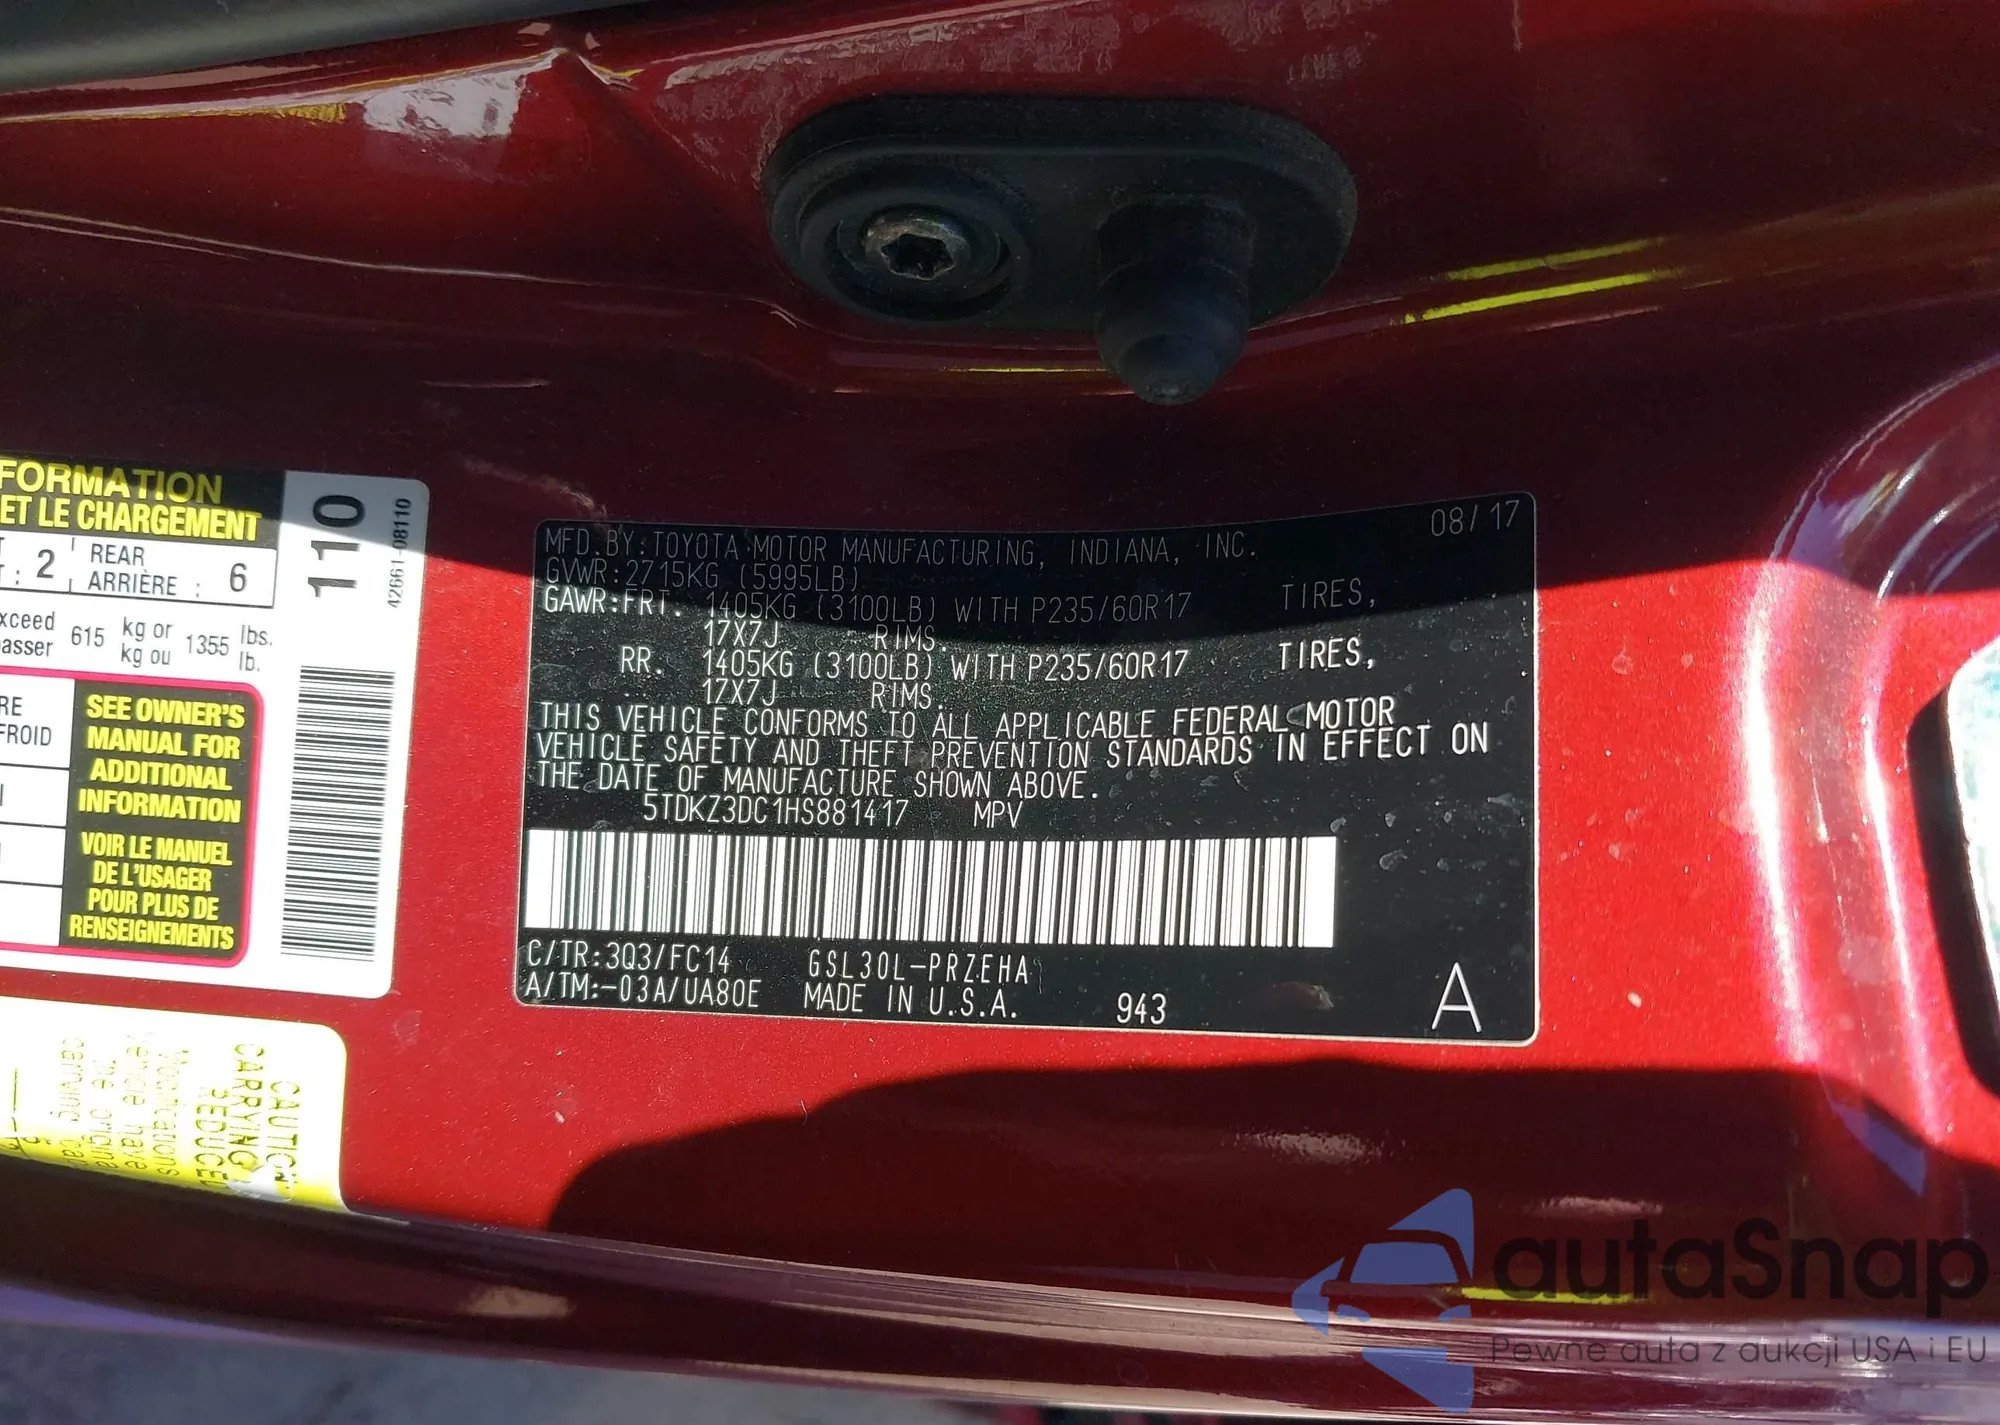 FORMATION
ET LE CHARGEMENT
2
REAR
ARRIÈRE : 6
615 kg or
kg ou 1355 lbs.
lb.
FROID
SEE OWNER'S
MANUAL FOR
ADDITIONAL
INFORMATION
VOIR LE MANUEL
DE L'USAGER
POUR PLUS DE
RENSEIGNEMENTS
110
42661-08110
CAUTION
CARRYING
REDUCED
Modifications
have
the
08/17
MFD.BY:TOYOTA MOTOR MANUFACTURING, INDIANA, INC.
GVWR:2715KG (5995LB)
GAWR:FRT. 1405KG (3100LB) WITH P235/60R17 TIRES,
17X7J RIMS.
RR. 1405KG (3100LB) WITH P235/60R17 TIRES,
17X7J RIMS.
THIS VEHICLE CONFORMS TO ALL APPLICABLE FEDERAL MOTOR
VEHICLE SAFETY AND THEFT PREVENTION STANDARDS IN EFFECT ON
THE DATE OF MANUFACTURE SHOWN ABOVE.
5TDKZ3DC1HS881417 MPV
C/TR:3Q3/FC14 GSL30L-PRZEHA
A/TM:-03A/UA80E MADE IN U.S.A. 943
A
autaSnap
Pewne auta z aukcji USA i EU